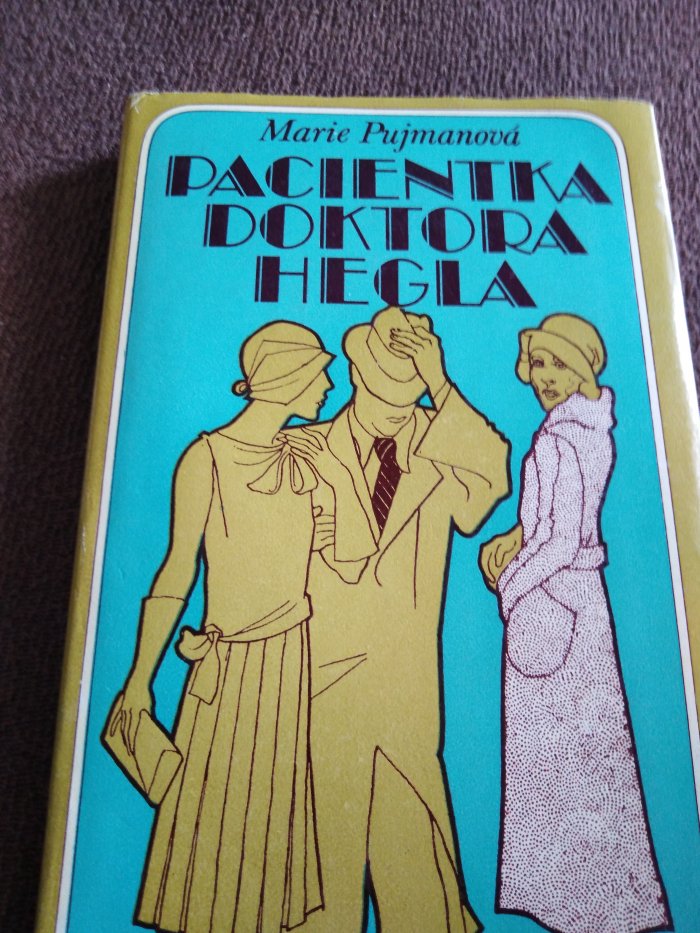 Marie Pujmanová
PACIENTKA
DOKTORA
HEGLA